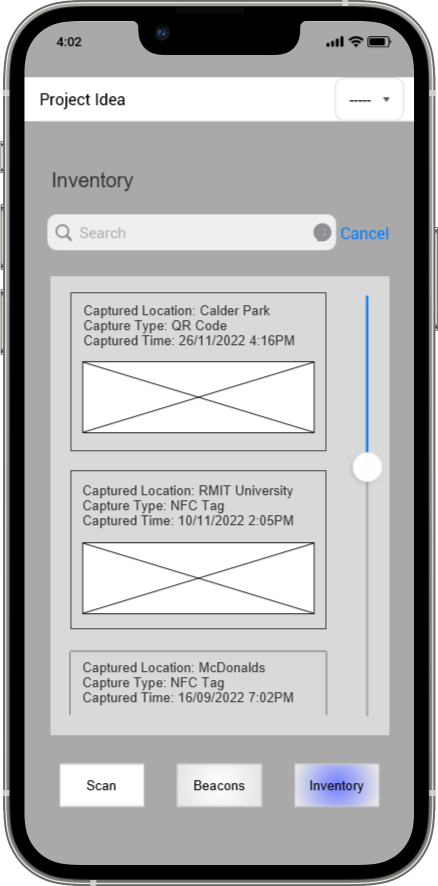 4:02
Project Idea
-----
Inventory
Search
Cancel
Captured Location: Calder Park
Capture Type: QR Code
Captured Time: 26/11/2022 4:16PM
Captured Location: RMIT University
Capture Type: NFC Tag
Captured Time: 10/11/2022 2:05PM
Captured Location: McDonalds
Capture Type: NFC Tag
Captured Time: 16/09/2022 7:02PM
Scan
Beacons
Inventory